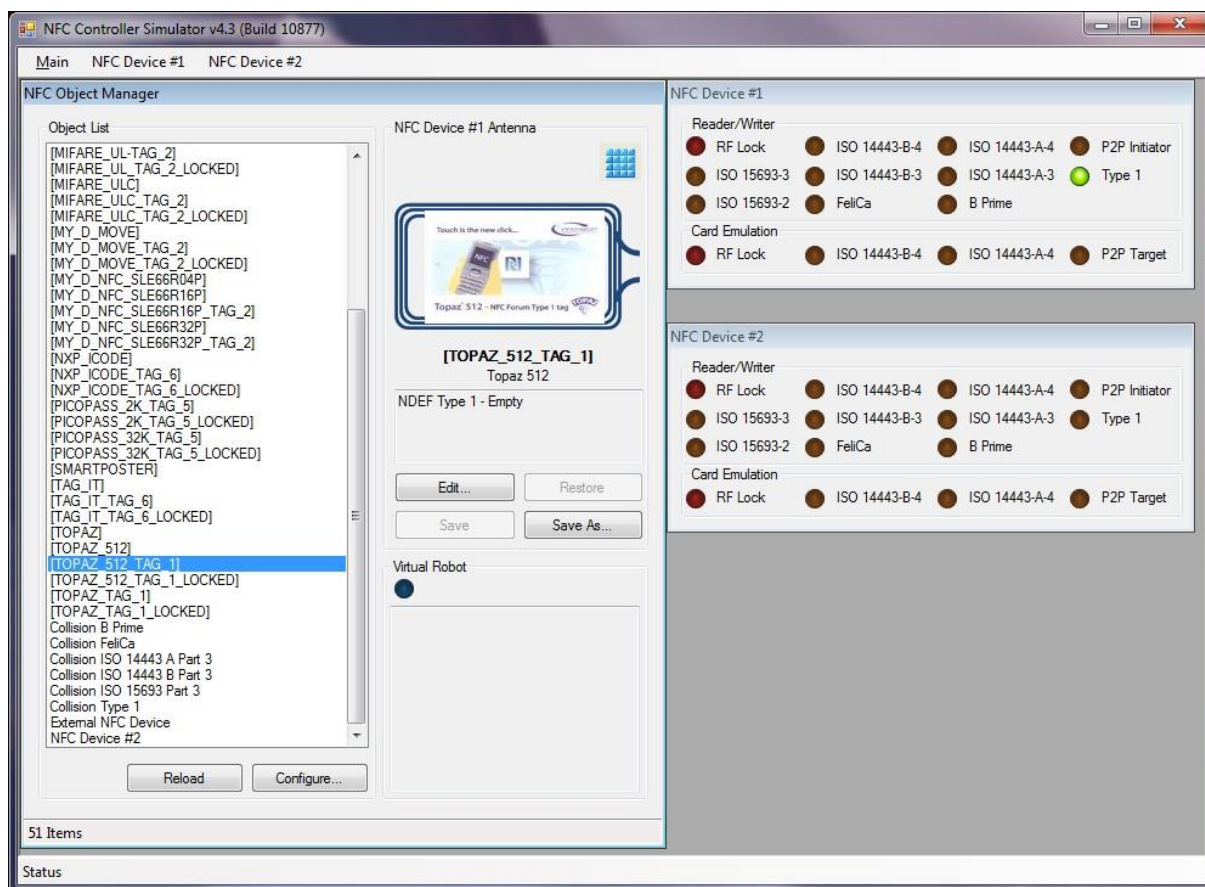 NFC Controller Simulator v4.3 (Build 10877)
Main NFC Device #1 NFC Device #2
NFC Object Manager
Object List
[MIFARE_UL-TAG_2]
[MIFARE_UL_TAG_2_LOCKED]
[MIFARE_ULC]
[MIFARE_ULC_TAG_2]
[MIFARE_ULC_TAG_2_LOCKED]
[MY_D_MOVE]
[MY_D_MOVE_TAG_2]
[MY_D_MOVE_TAG_2_LOCKED]
[MY_D_NFC_SLE66R04P]
[MY_D_NFC_SLE66R16P]
[MY_D_NFC_SLE66R16P_TAG_2]
[MY_D_NFC_SLE66R32P]
[MY_D_NFC_SLE66R32P_TAG_2]
[NXP_ICODE]
[NXP_ICODE_TAG_6]
[NXP_ICODE_TAG_6_LOCKED]
[PICOPASS_2K_TAG_5]
[PICOPASS_2K_TAG_5_LOCKED]
[PICOPASS_32K_TAG_5]
[PICOPASS_32K_TAG_5_LOCKED]
[SMARTPOSTER]
[TAG_IT]
[TAG_IT_TAG_6]
[TAG_IT_TAG_6_LOCKED]
[TOPAZ]
[TOPAZ_512]
[TOPAZ_512_TAG_1]
[TOPAZ_512_TAG_1_LOCKED]
[TOPAZ_TAG_1]
[TOPAZ_TAG_1_LOCKED]
Collision B Prime
Collision FeliCa
Collision ISO 14443 A Part 3
Collision ISO 14443 B Part 3
Collision ISO 15693 Part 3
Collision Type 1
External NFC Device
NFC Device #2
Reload Configure...
51 Items
Status
NFC Device #1 Antenna
Touch is the new click...
NFC
Topaz 512 - NFC Forum Type 1 tag
TOPAZ
[TOPAZ_512_TAG_1]
Topaz 512
NDEF Type 1 - Empty
Edit... Restore
Save Save As...
Virtual Robot
NFC Device #1
Reader/Writer
RF Lock ISO 14443-B-4 ISO 14443-A-4 P2P Initiator
ISO 15693-3 ISO 14443-B-3 ISO 14443-A-3 Type 1
ISO 15693-2 FeliCa B Prime
Card Emulation
RF Lock ISO 14443-B-4 ISO 14443-A-4 P2P Target
NFC Device #2
Reader/Writer
RF Lock ISO 14443-B-4 ISO 14443-A-4 P2P Initiator
ISO 15693-3 ISO 14443-B-3 ISO 14443-A-3 Type 1
ISO 15693-2 FeliCa B Prime
Card Emulation
RF Lock ISO 14443-B-4 ISO 14443-A-4 P2P Target